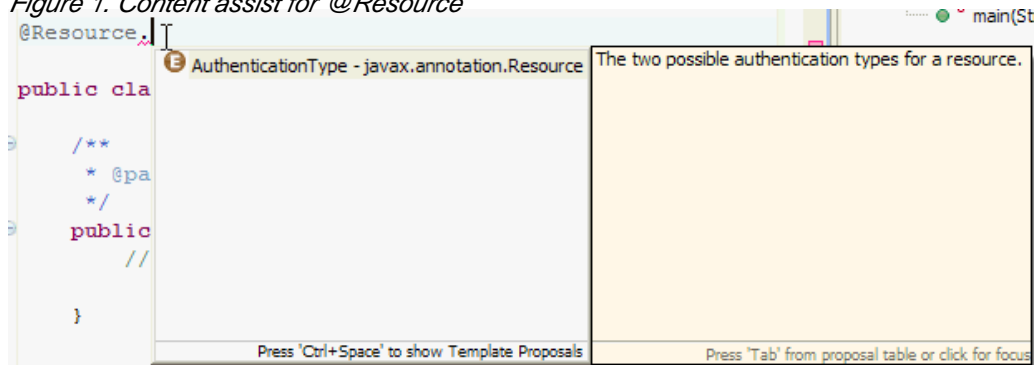 Figure 1. Content assist for @Resource
main(St
@Resource.
AuthenticationType - javax.annotation.Resource
The two possible authentication types for a resource.
public cla
/**
* @pa
*/
public
//
}
Press 'Ctrl+Space' to show Template Proposals
Press 'Tab' from proposal table or click for focus